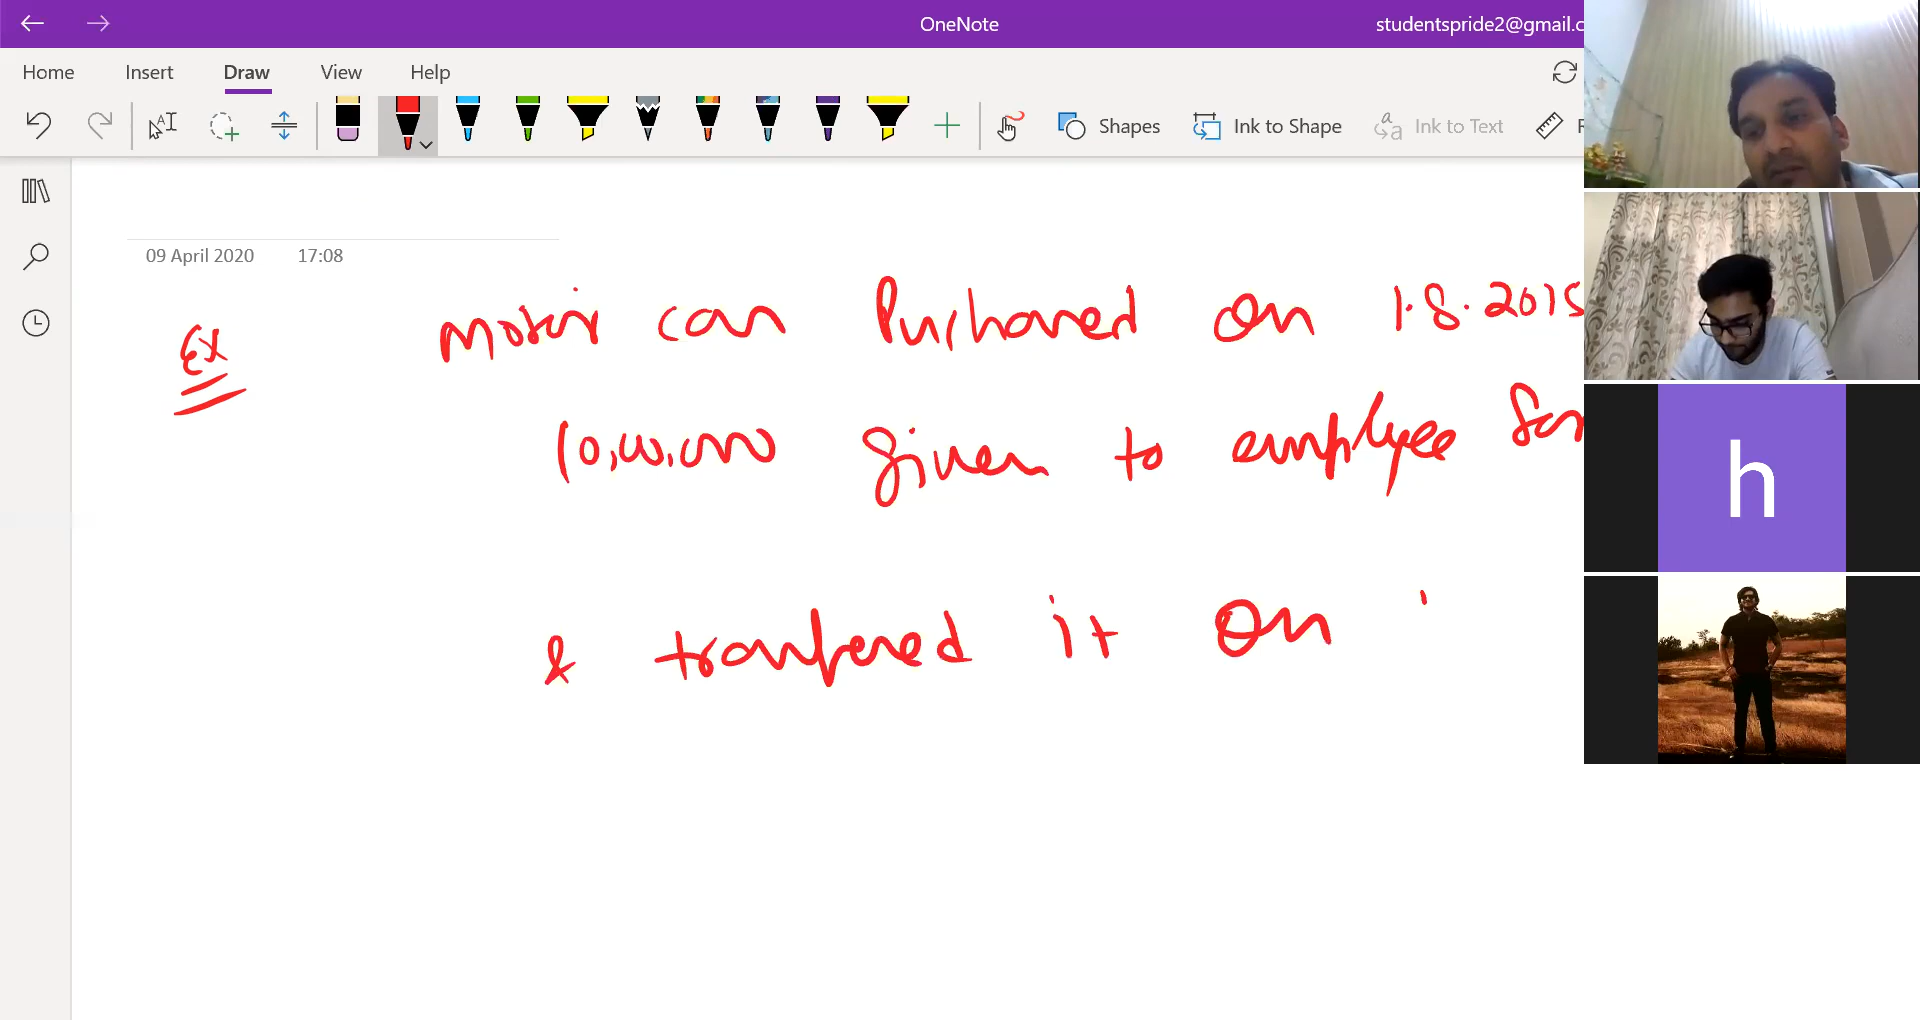 OneNote
studentspride2@gmail.c
Home Insert Draw View Help
Shapes Ink to Shape Ink to Text R
09 April 2020 17:08
Ex
Motor car Purchased on 1.8.2015
10,00,000 given to employee for
& tranfered it on
h